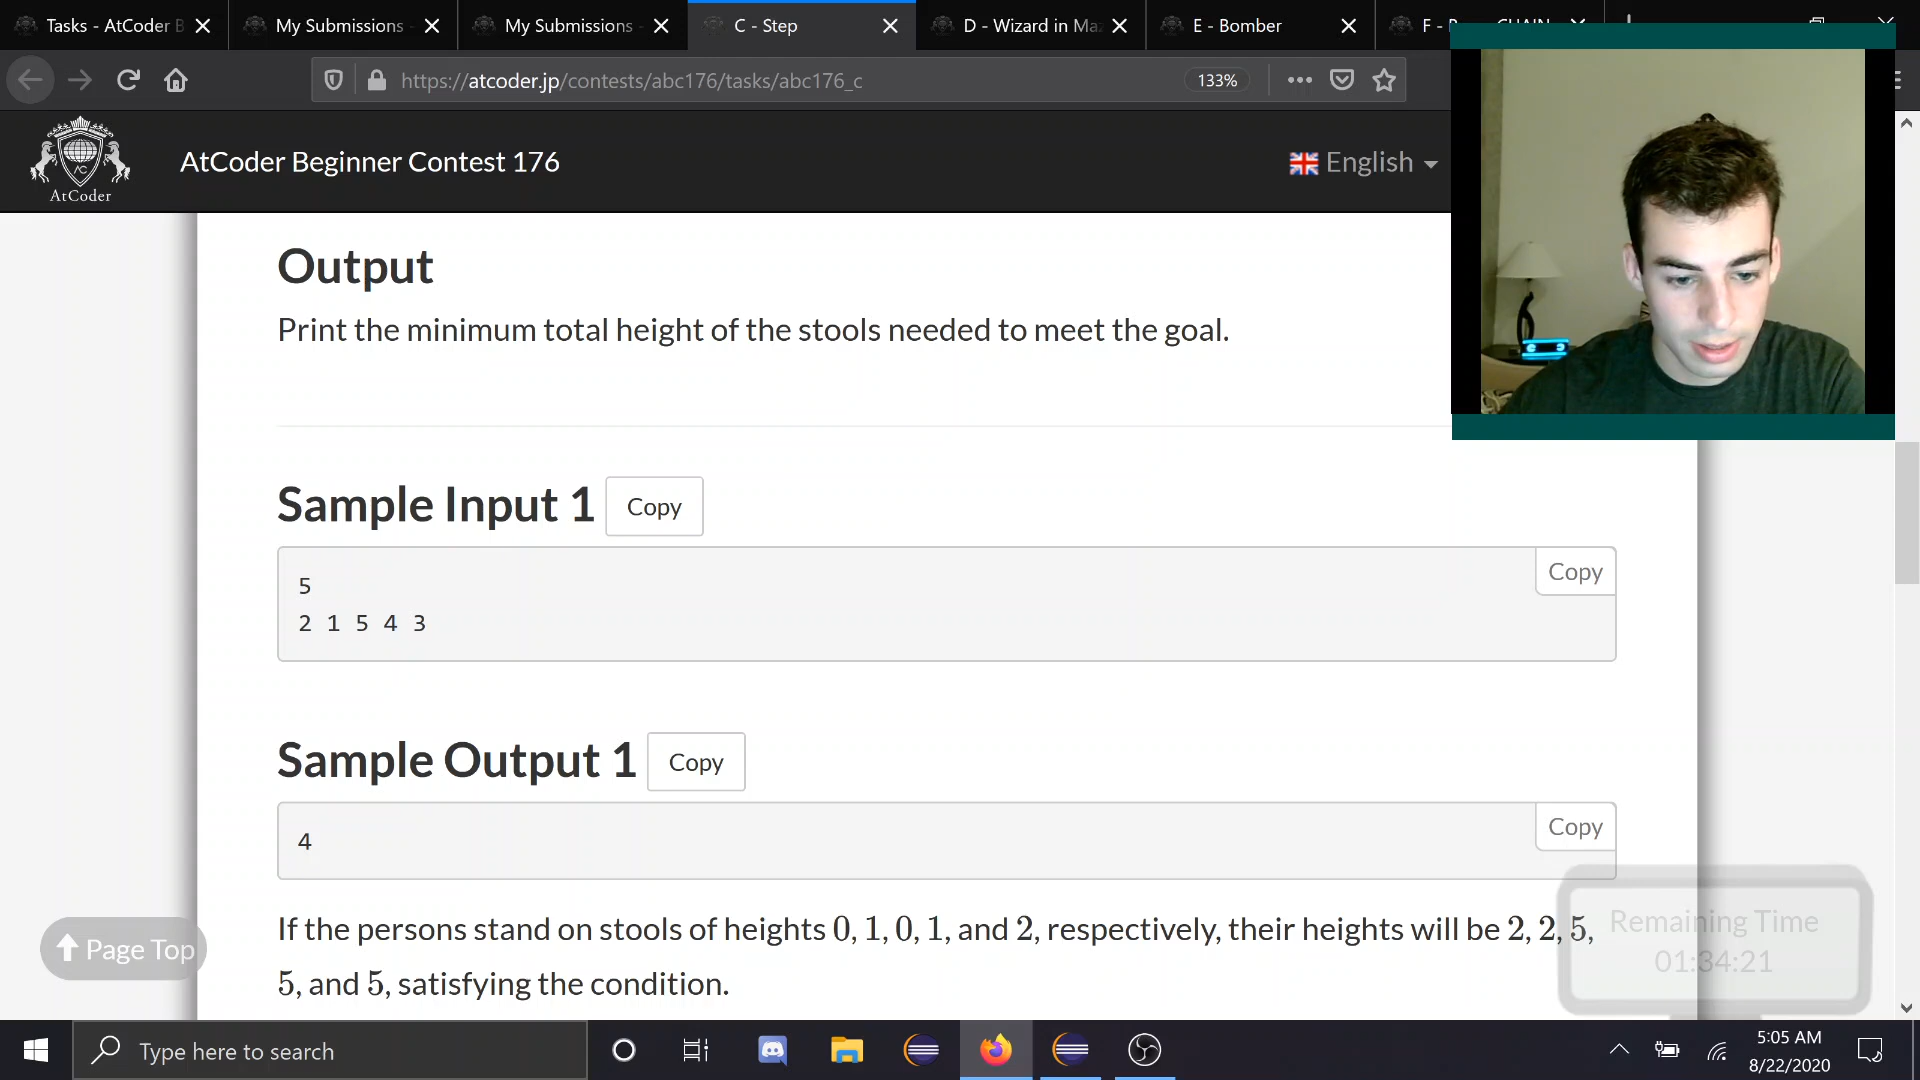 Tasks - AtCoder B
My Submissions -
My Submissions -
C - Step
D - Wizard in Ma
E - Bomber
https://atcoder.jp/contests/abc176/tasks/abc176_c
133%
AtCoder
AtCoder Beginner Contest 176
English
Output
Print the minimum total height of the stools needed to meet the goal.
Sample Input 1
Copy
Copy
5
2 1 5 4 3
Sample Output 1
Copy
Copy
4
If the persons stand on stools of heights 0, 1, 0, 1, and 2, respectively, their heights will be 2, 2, 5,
5, and 5, satisfying the condition.
Page Top
Remaining Time
01:34:21
Type here to search
5:05 AM
8/22/2020